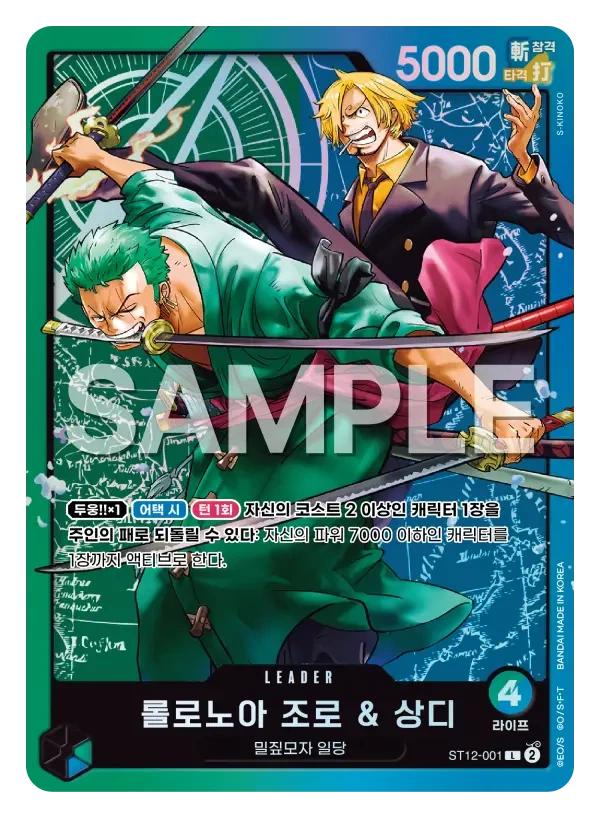 5000
斬 참격
타격 打
S-KINOKO
SAMPLE
두웅!!×1 어택 시 턴 1회 자신의 코스트 2 이상인 캐릭터 1장을
주인의 패로 되돌릴 수 있다: 자신의 파워 7000 이하인 캐릭터를
1장까지 액티브로 한다.
LEADER
롤로노아 조로 & 상디
밀짚모자 일당
4
라이프
ST12-001 L 2
©EO/S ©O/S·F·T BANDAI MADE IN KOREA